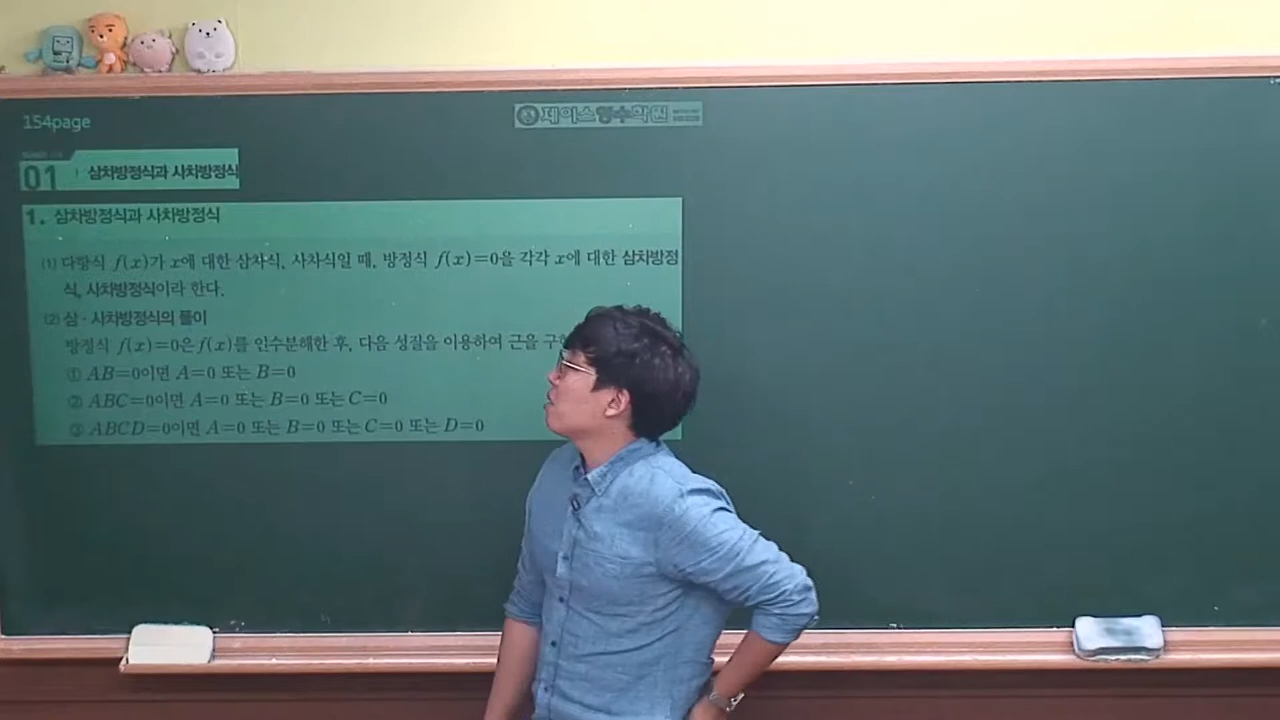 154page
제이스영수학원
01 삼차방정식과 사차방정식
1. 삼차방정식과 사차방정식
(1) 다항식 f(x)가 x에 대한 삼차식, 사차식일 때, 방정식 f(x)=0을 각각 x에 대한 삼차방정
식, 사차방정식이라 한다.
(2) 삼·사차방정식의 풀이
방정식 f(x)=0은 f(x)를 인수분해한 후, 다음 성질을 이용하여 근을
① AB=0이면 A=0 또는 B=0
② ABC=0이면 A=0 또는 B=0 또는 C=0
③ ABCD=0이면 A=0 또는 B=0 또는 C=0 또는 D=0